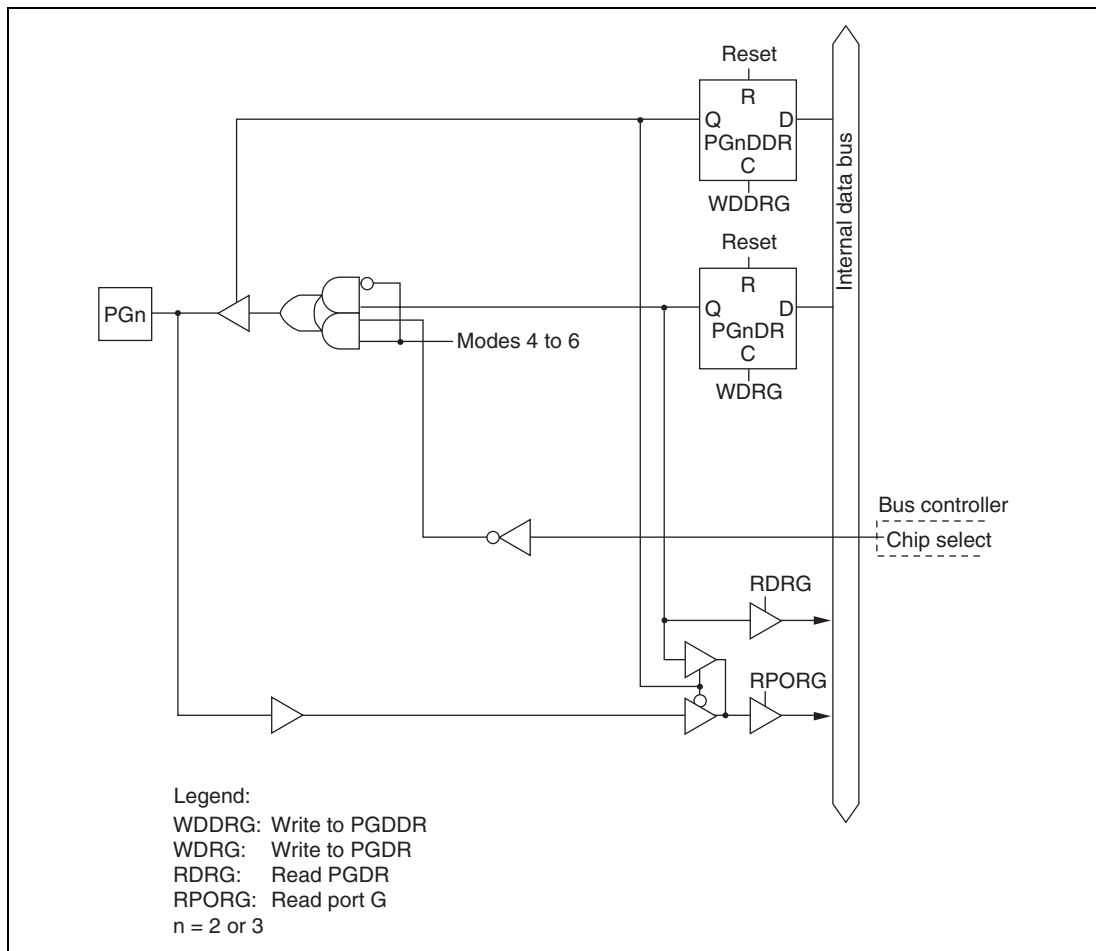 Reset
R
Q D
PGnDDR
C
WDDRG
Internal data bus
Reset
R
Q D
PGnDR
C
WDRG
PGn
Modes 4 to 6
Bus controller
Chip select
RDRG
RPORG
Legend:
WDDRG: Write to PGDDR
WDRG: Write to PGDR
RDRG: Read PGDR
RPORG: Read port G
n = 2 or 3